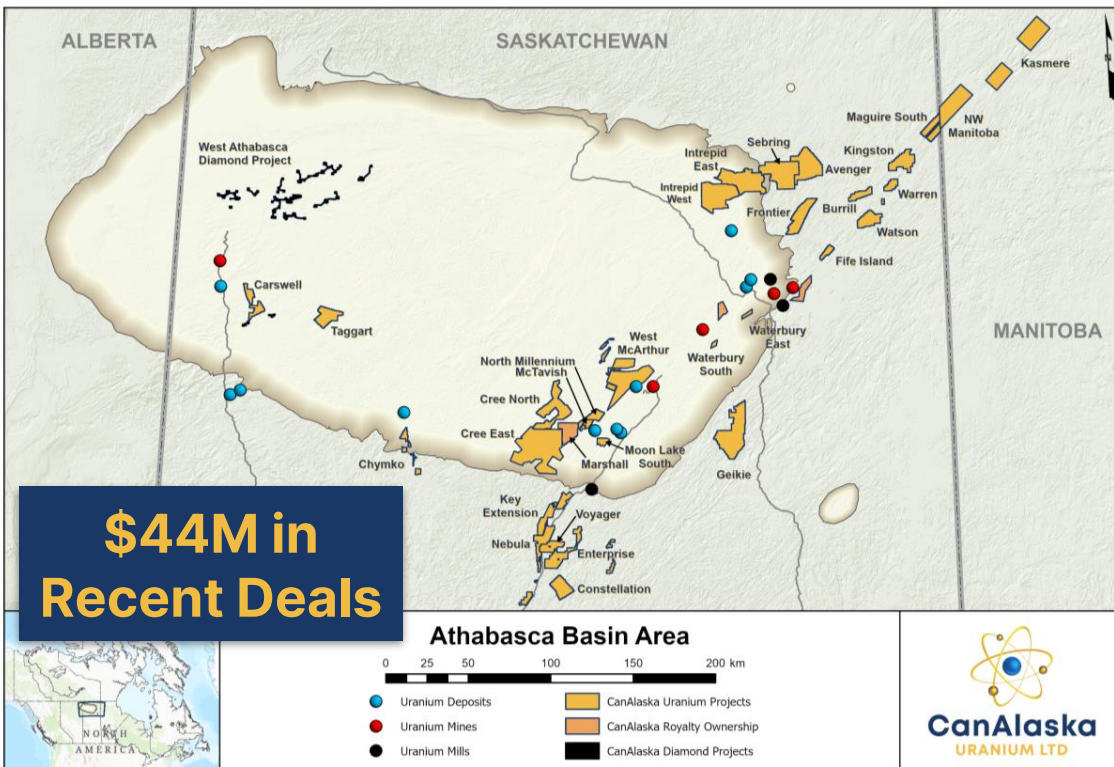 ALBERTA
SASKATCHEWAN
Kasmere
Maguire South
NW
Manitoba
West Athabasca
Diamond Project
Sebring
Kingston
Intrepid
East
Avenger
Intrepid
West
Warren
Frontier
Burrill
Watson
Fife Island
Carswell
Taggart
Waterbury
East
MANITOBA
West
McArthur
Waterbury
South
North Millennium
McTavish
Cree North
Cree East
Moon Lake
South
Marshall
Chymko
Geikie
Key
Extension
Voyager
Nebula
Enterprise
Constellation
$44M in
Recent Deals
Athabasca Basin Area
0 25 50 100 150 200 km
Uranium Deposits
Uranium Mines
Uranium Mills
CanAlaska Uranium Projects
CanAlaska Royalty Ownership
CanAlaska Diamond Projects
NORTH
AMERICA
CanAlaska
URANIUM LTD